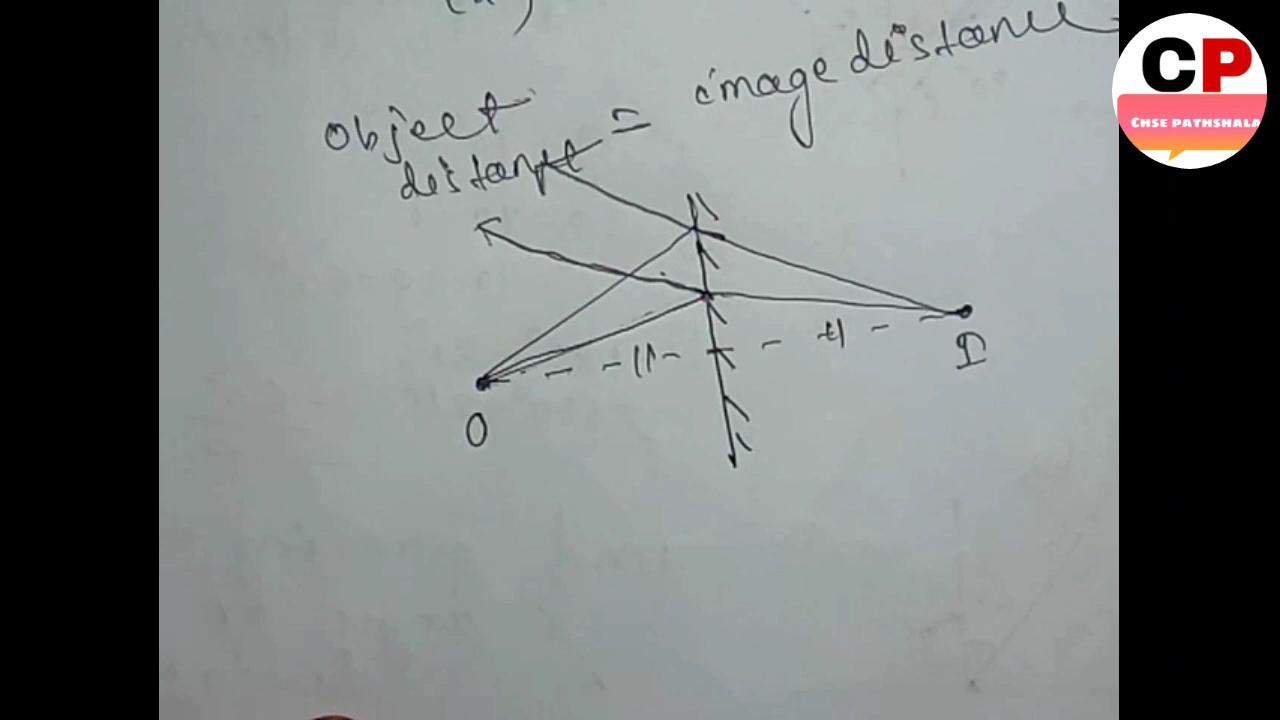 object = image distance
distance
O
I
CP
CHSE PATHSHALA